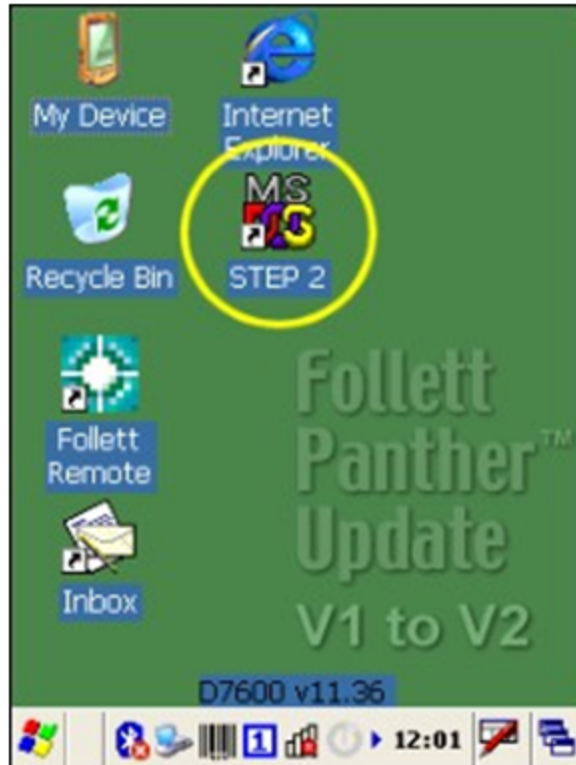 My Device
Internet
Explorer
MS
STEP 2
Recycle Bin
Follett
Remote
Inbox
Follett
Panther™
Update
V1 to V2
D7600 v11.36
1
12:01